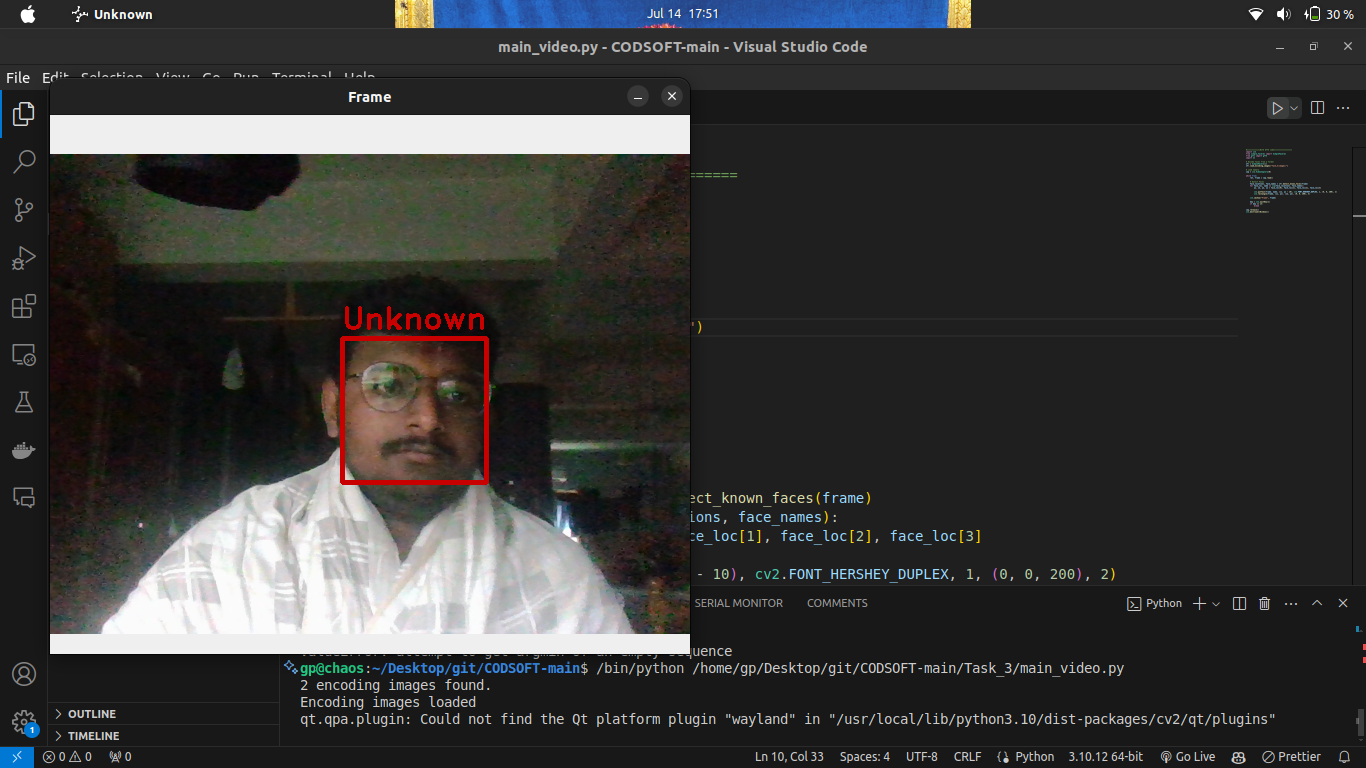 Unknown
Jul 14 17:51
30 %
main_video.py - CODSOFT-main - Visual Studio Code
File Edit Selection View Go Run Terminal Help
Frame
======
')
Unknown
ect_known_faces(frame)
ions, face_names):
ce_loc[1], face_loc[2], face_loc[3]
- 10), cv2.FONT_HERSHEY_DUPLEX, 1, (0, 0, 200), 2)
SERIAL MONITOR COMMENTS
Python
sequence
gp@chaos:~/Desktop/git/CODSOFT-main$ /bin/python /home/gp/Desktop/git/CODSOFT-main/Task_3/main_video.py
2 encoding images found.
Encoding images loaded
qt.qpa.plugin: Could not find the Qt platform plugin "wayland" in "/usr/local/lib/python3.10/dist-packages/cv2/qt/plugins"
OUTLINE
TIMELINE
1
0 0 0
Ln 10, Col 33 Spaces: 4 UTF-8 CRLF Python 3.10.12 64-bit Go Live Prettier